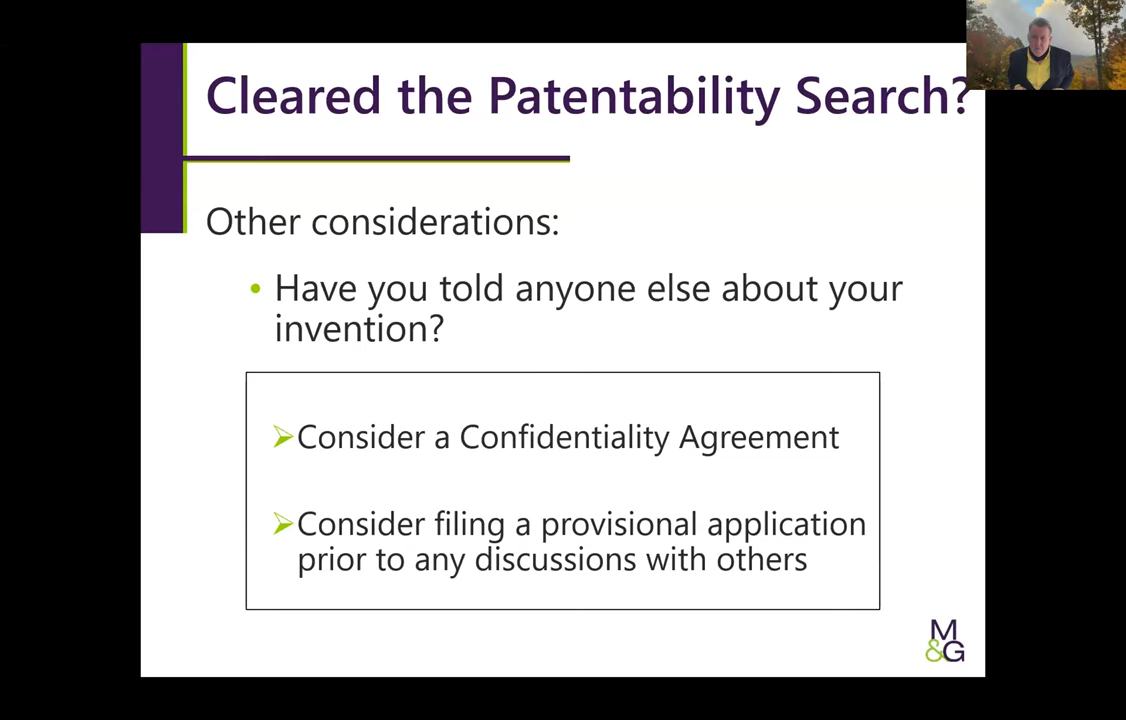 Cleared the Patentability Search?
Other considerations:
• Have you told anyone else about your
invention?
➢Consider a Confidentiality Agreement
➢Consider filing a provisional application
prior to any discussions with others
M
&G